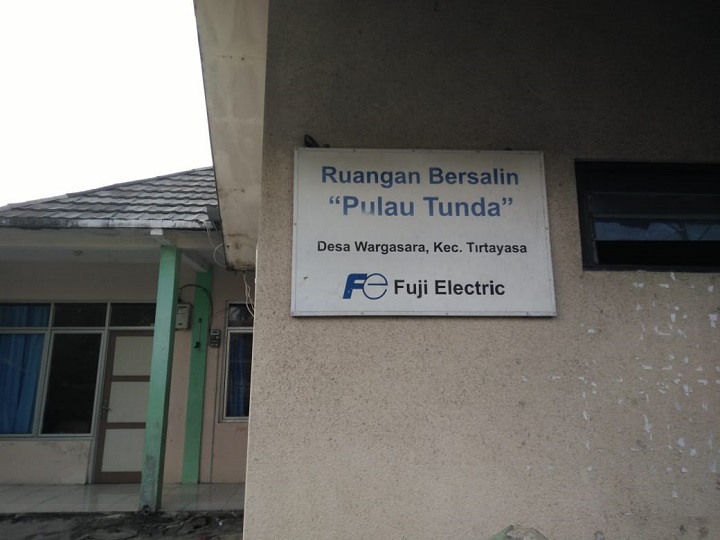 Ruangan Bersalin
“Pulau Tunda”
Desa Wargasara, Kec. Tirtayasa
Fe Fuji Electric